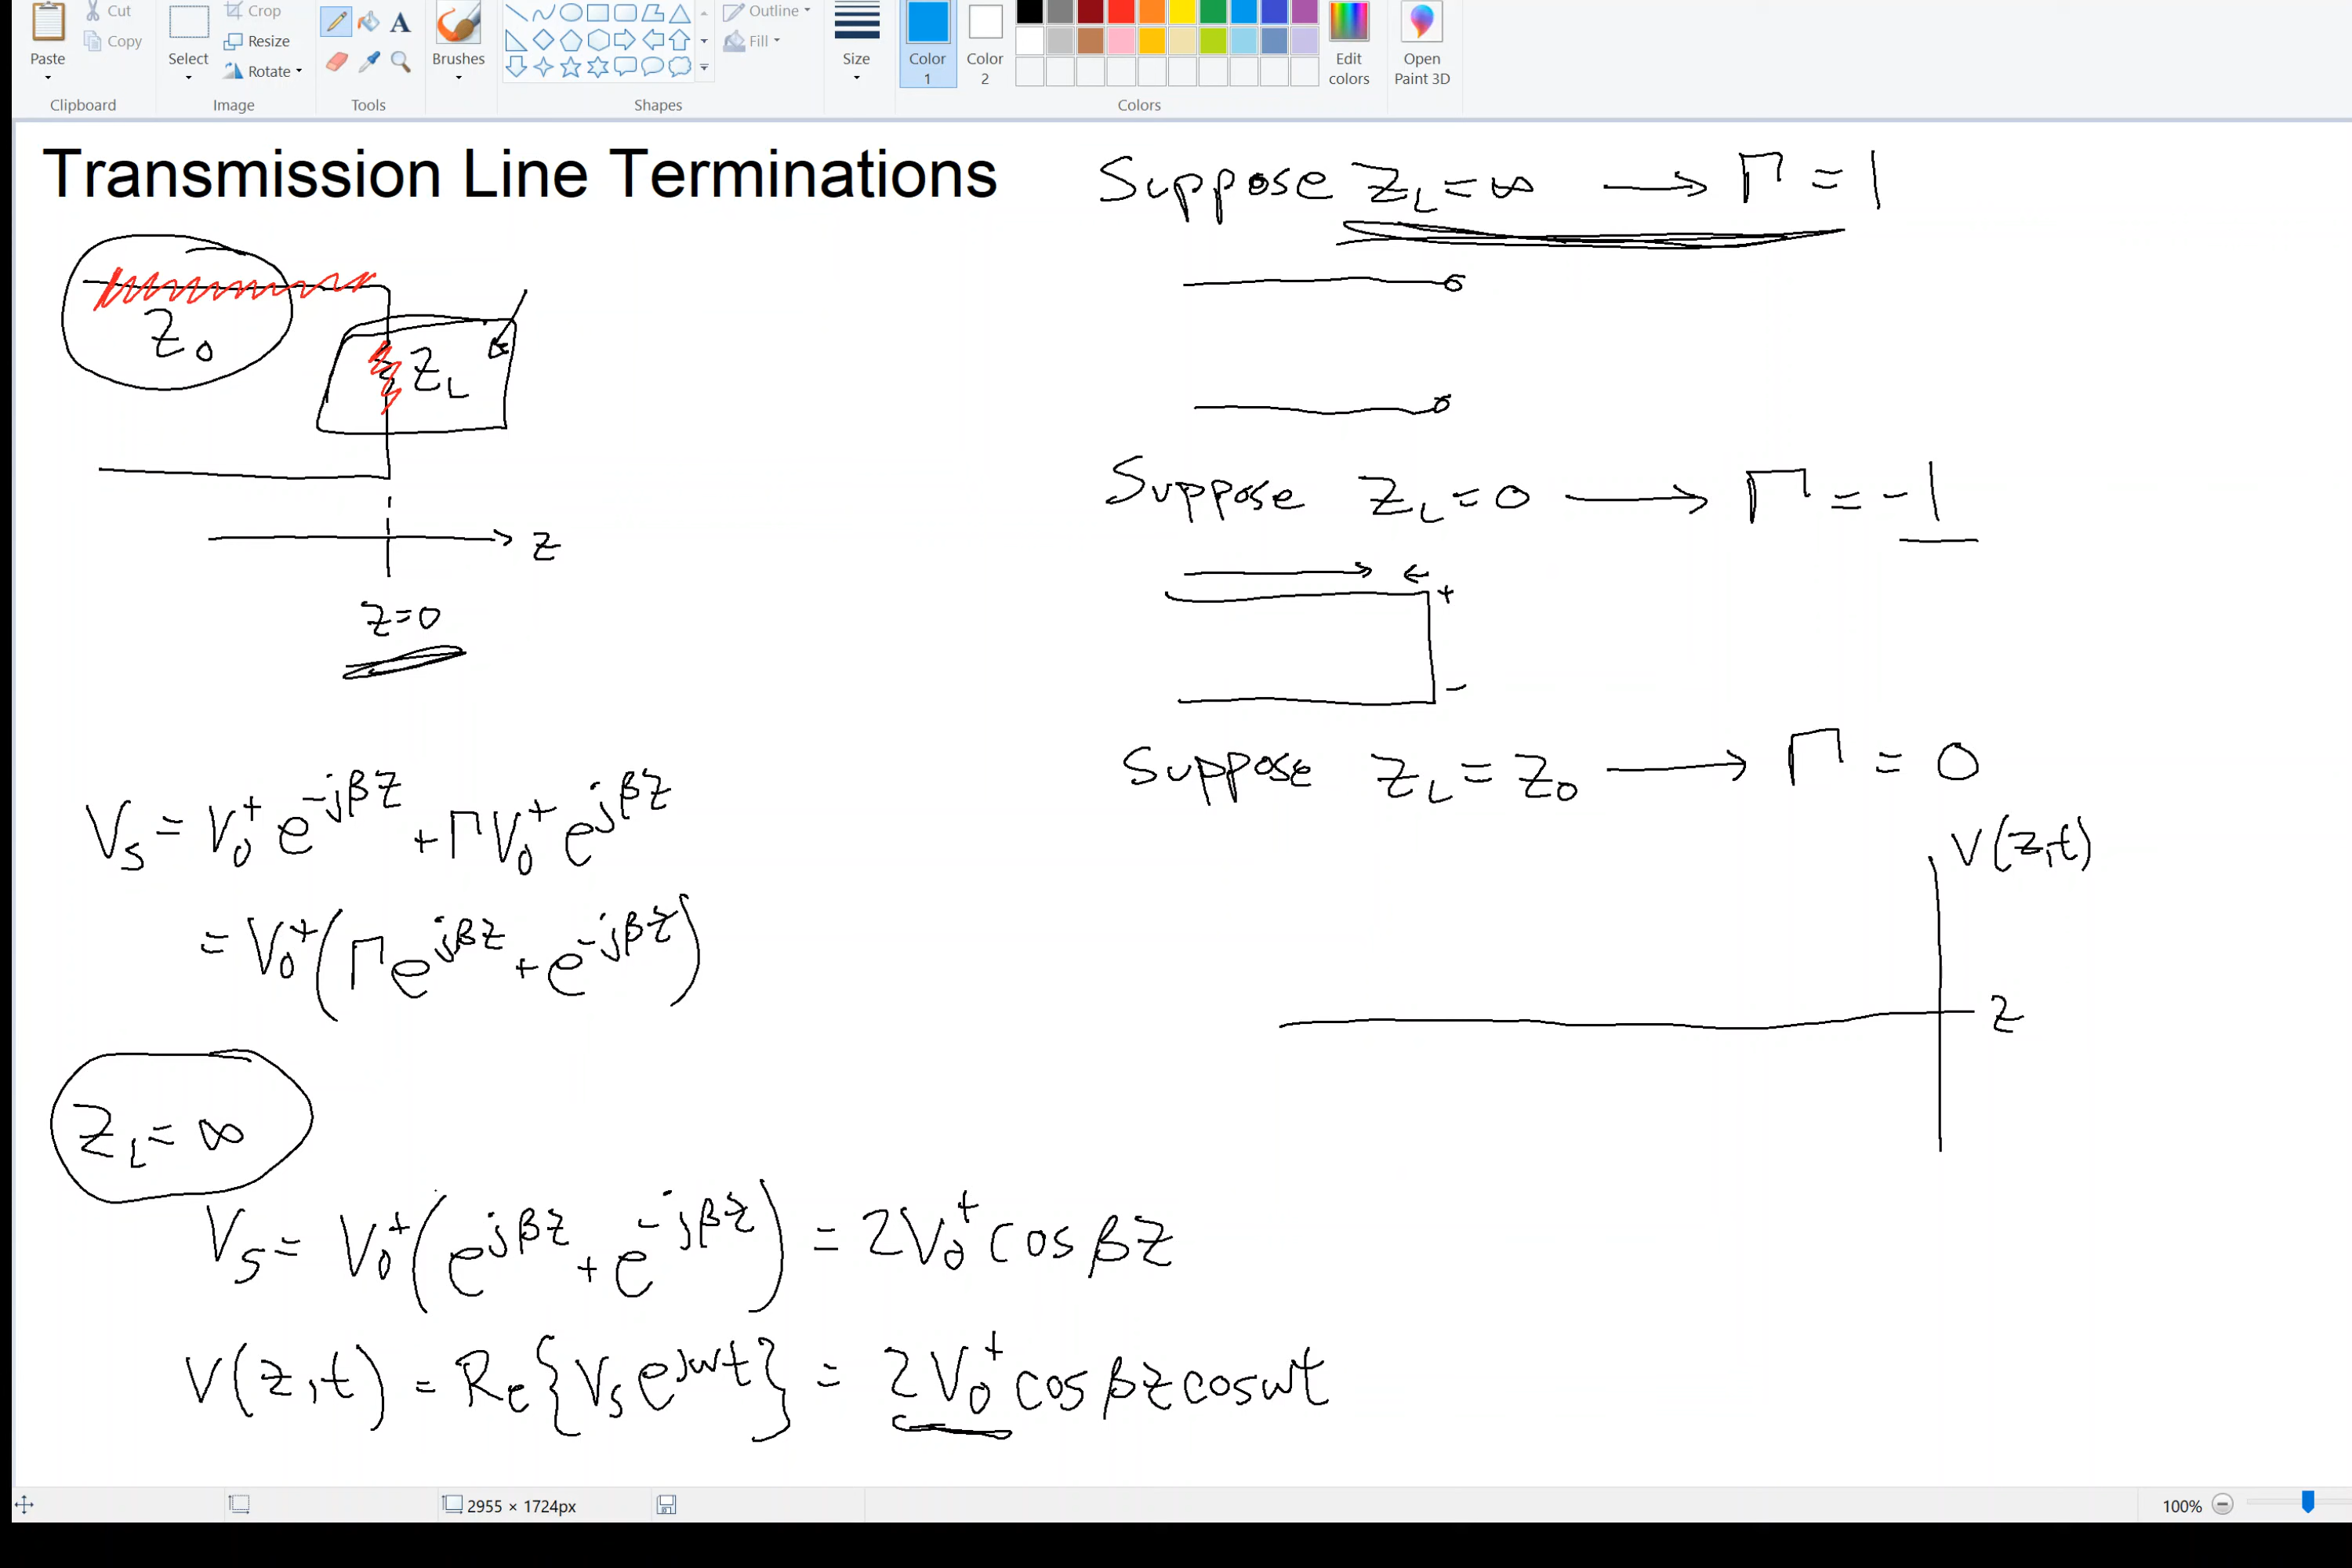 Paste
Cut
Copy
Clipboard
Select
Crop
Resize
Rotate
Image
A
Tools
Brushes
Shapes
Outline
Fill
Size
Color 1
Color 2
Colors
Edit colors
Open Paint 3D
Transmission Line Terminations
Z₀
Z_L
z
z=0
V_s = V₀⁺ e^{-jβz} + ΓV₀⁺ e^{jβz}
= V₀⁺(Γe^{jβz} + e^{-jβz})
Z_L = ∞
V_s = V₀⁺(e^{jβz} + e^{-jβz}) = 2V₀⁺ cos βz
V(z,t) = Re{V_s e^{jωt}} = 2V₀⁺ cos βz cos ωt
Suppose Z_L = ∞ → Γ = 1
Suppose Z_L = 0 → Γ = -1
+
-
Suppose Z_L = Z₀ → Γ = 0
V(z,t)
z
2955 × 1724px
100%